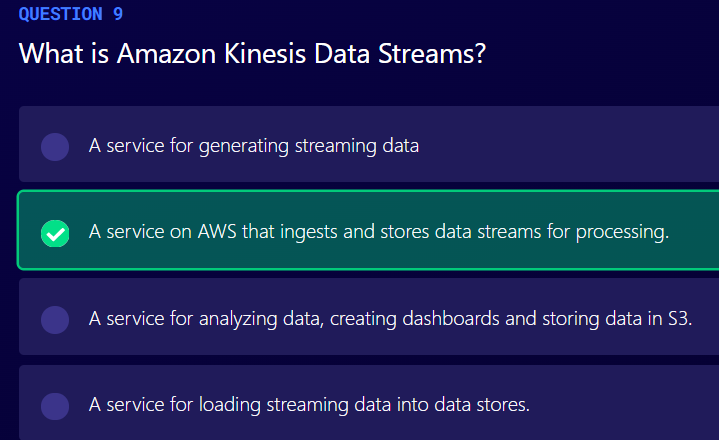 QUESTION 9
What is Amazon Kinesis Data Streams?
A service for generating streaming data
A service on AWS that ingests and stores data streams for processing.
A service for analyzing data, creating dashboards and storing data in S3.
A service for loading streaming data into data stores.